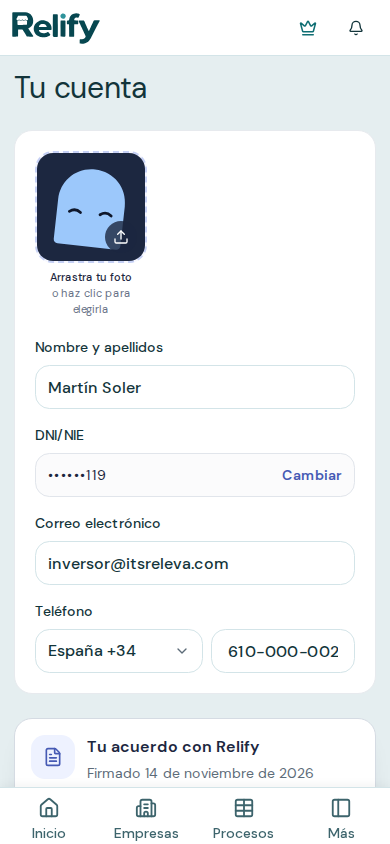 Relify
Tu cuenta
Arrastra tu foto
o haz clic para
elegirla
Nombre y apellidos
Martín Soler
DNI/NIE
••••••119
Cambiar
Correo electrónico
inversor@itsreleva.com
Teléfono
España +34
610-000-002
Tu acuerdo con Relify
Firmado 14 de noviembre de 2026
Inicio
Empresas
Procesos
Más